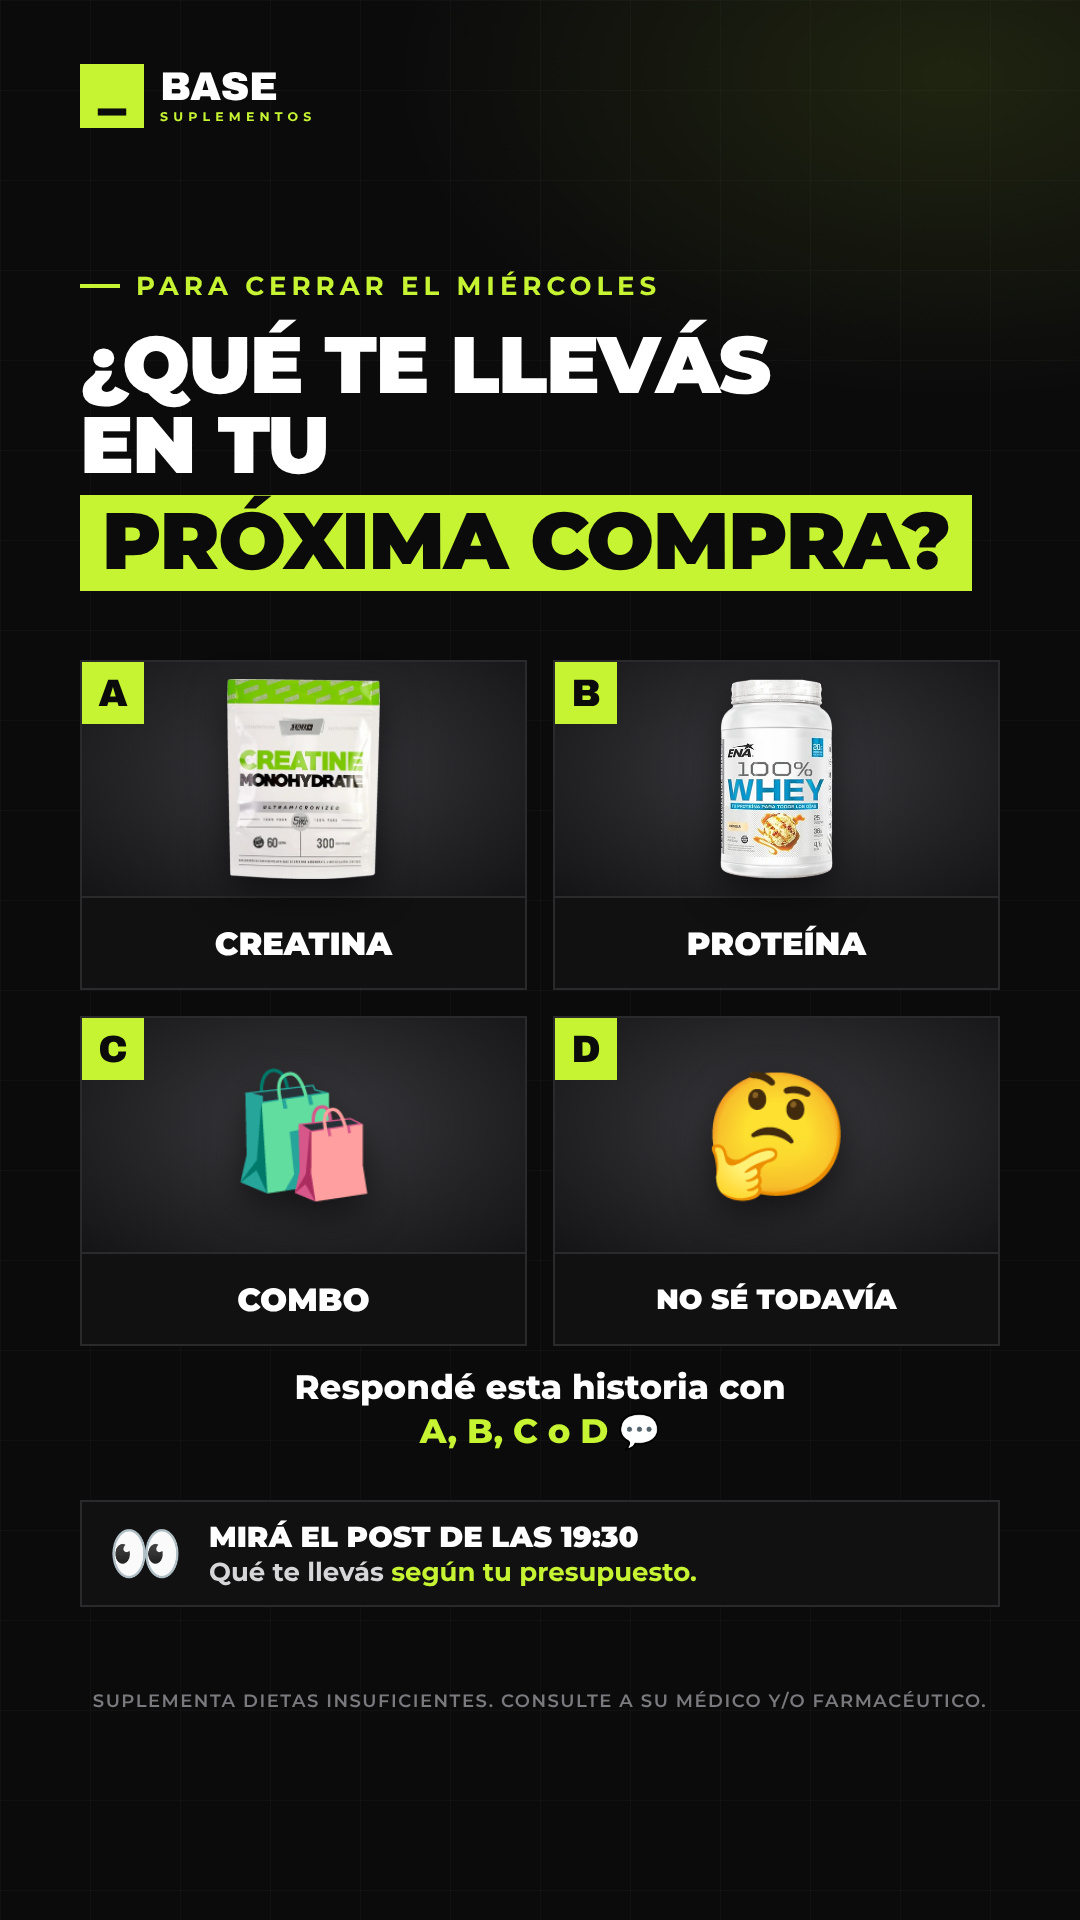 BASE
SUPLEMENTOS
PARA CERRAR EL MIÉRCOLES
¿QUÉ TE LLEVÁS
EN TU
PRÓXIMA COMPRA?
A
CREATINE
MONOHYDRATE
ULTRAMICRONIZED
60
300
CREATINA
B
ENA
100%
WHEY
PROTEÍNA
C
COMBO
D
NO SÉ TODAVÍA
Respondé esta historia con
A, B, C o D 💬
MIRÁ EL POST DE LAS 19:30
Qué te llevás según tu presupuesto.
SUPLEMENTA DIETAS INSUFICIENTES. CONSULTE A SU MÉDICO Y/O FARMACÉUTICO.